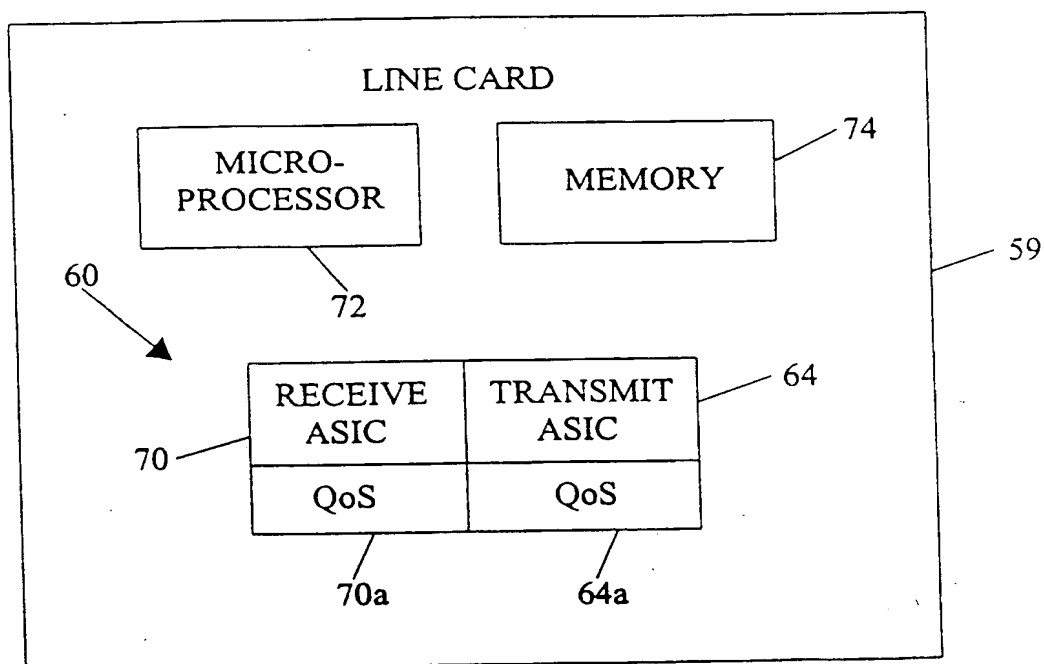 LINE CARD
MICRO-
PROCESSOR
MEMORY
74
59
60
72
RECEIVE
ASIC
TRANSMIT
ASIC
64
70
QoS
QoS
70a
64a